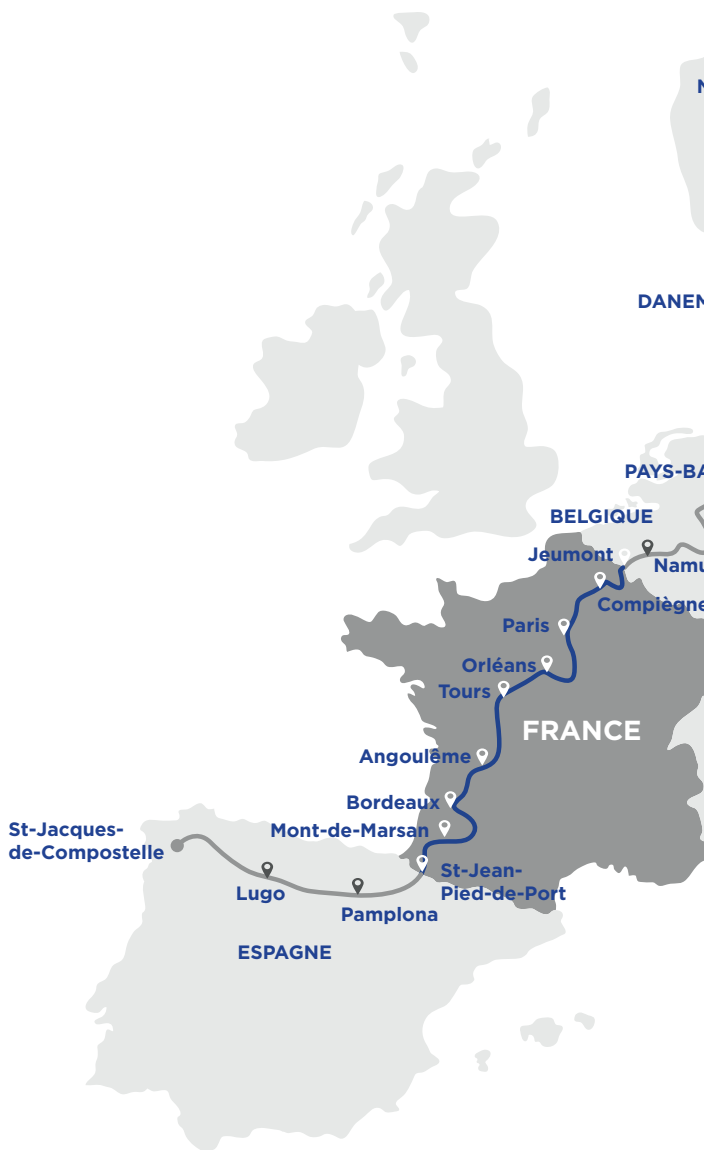 N
DANEM
PAYS-BA
BELGIQUE
Jeumont
Namu
Compiègne
Paris
Orléans
Tours
FRANCE
Angoulême
Bordeaux
Mont-de-Marsan
St-Jacques-
de-Compostelle
St-Jean-
Pied-de-Port
Lugo
Pamplona
ESPAGNE